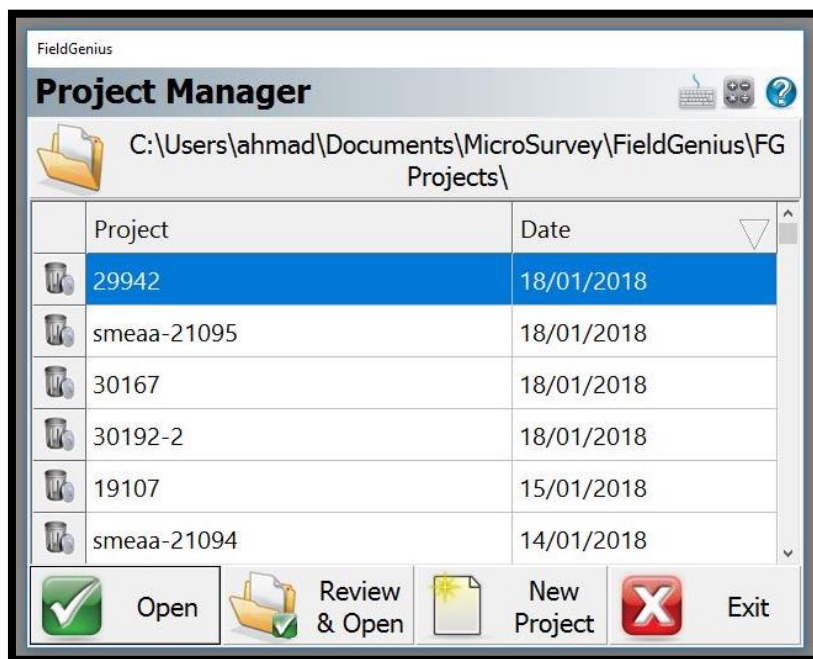 FieldGenius
Project Manager
C:\Users\ahmad\Documents\MicroSurvey\FieldGenius\FG
Projects\
Project Date
29942 18/01/2018
smeaa-21095 18/01/2018
30167 18/01/2018
30192-2 18/01/2018
19107 15/01/2018
smeaa-21094 14/01/2018
Open Review & Open New Project Exit